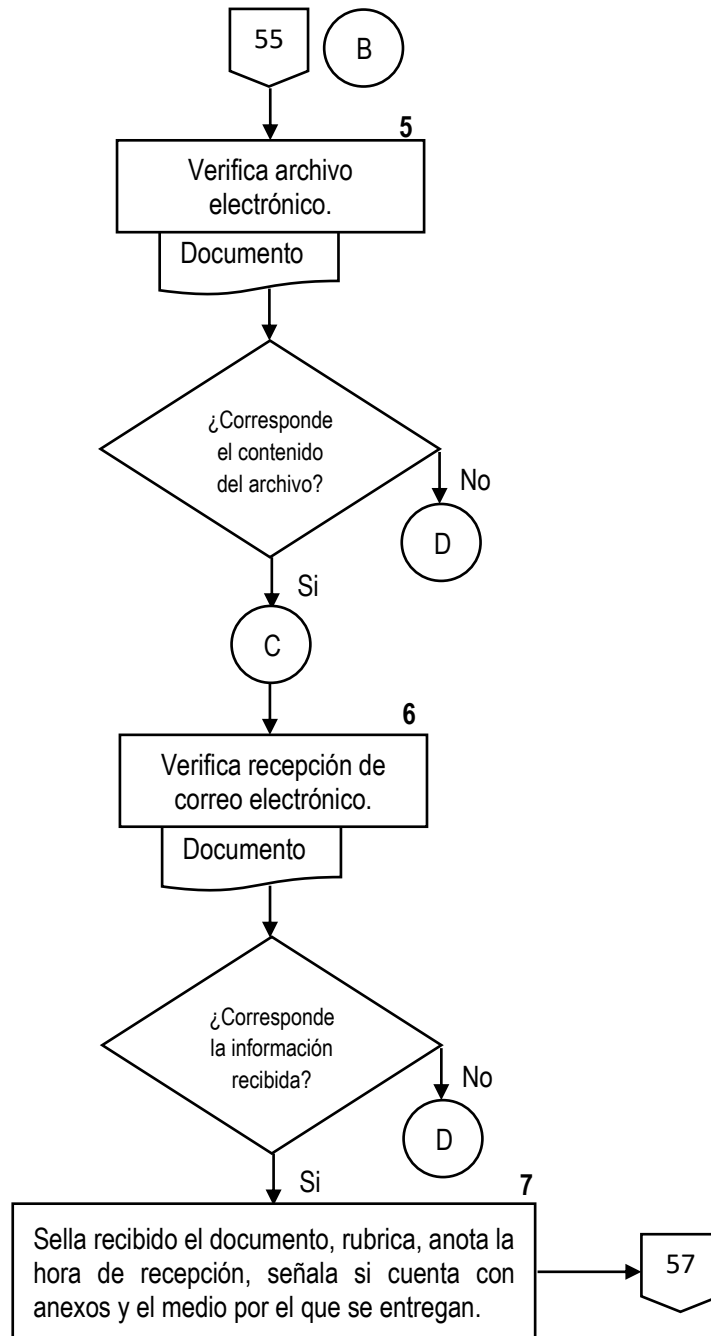 55
B
5
Verifica archivo
electrónico.
Documento
¿Corresponde
el contenido
del archivo?
No
D
Si
C
6
Verifica recepción de
correo electrónico.
Documento
¿Corresponde
la información
recibida?
No
D
Si
7
Sella recibido el documento, rubrica, anota la
hora de recepción, señala si cuenta con
anexos y el medio por el que se entregan.
57